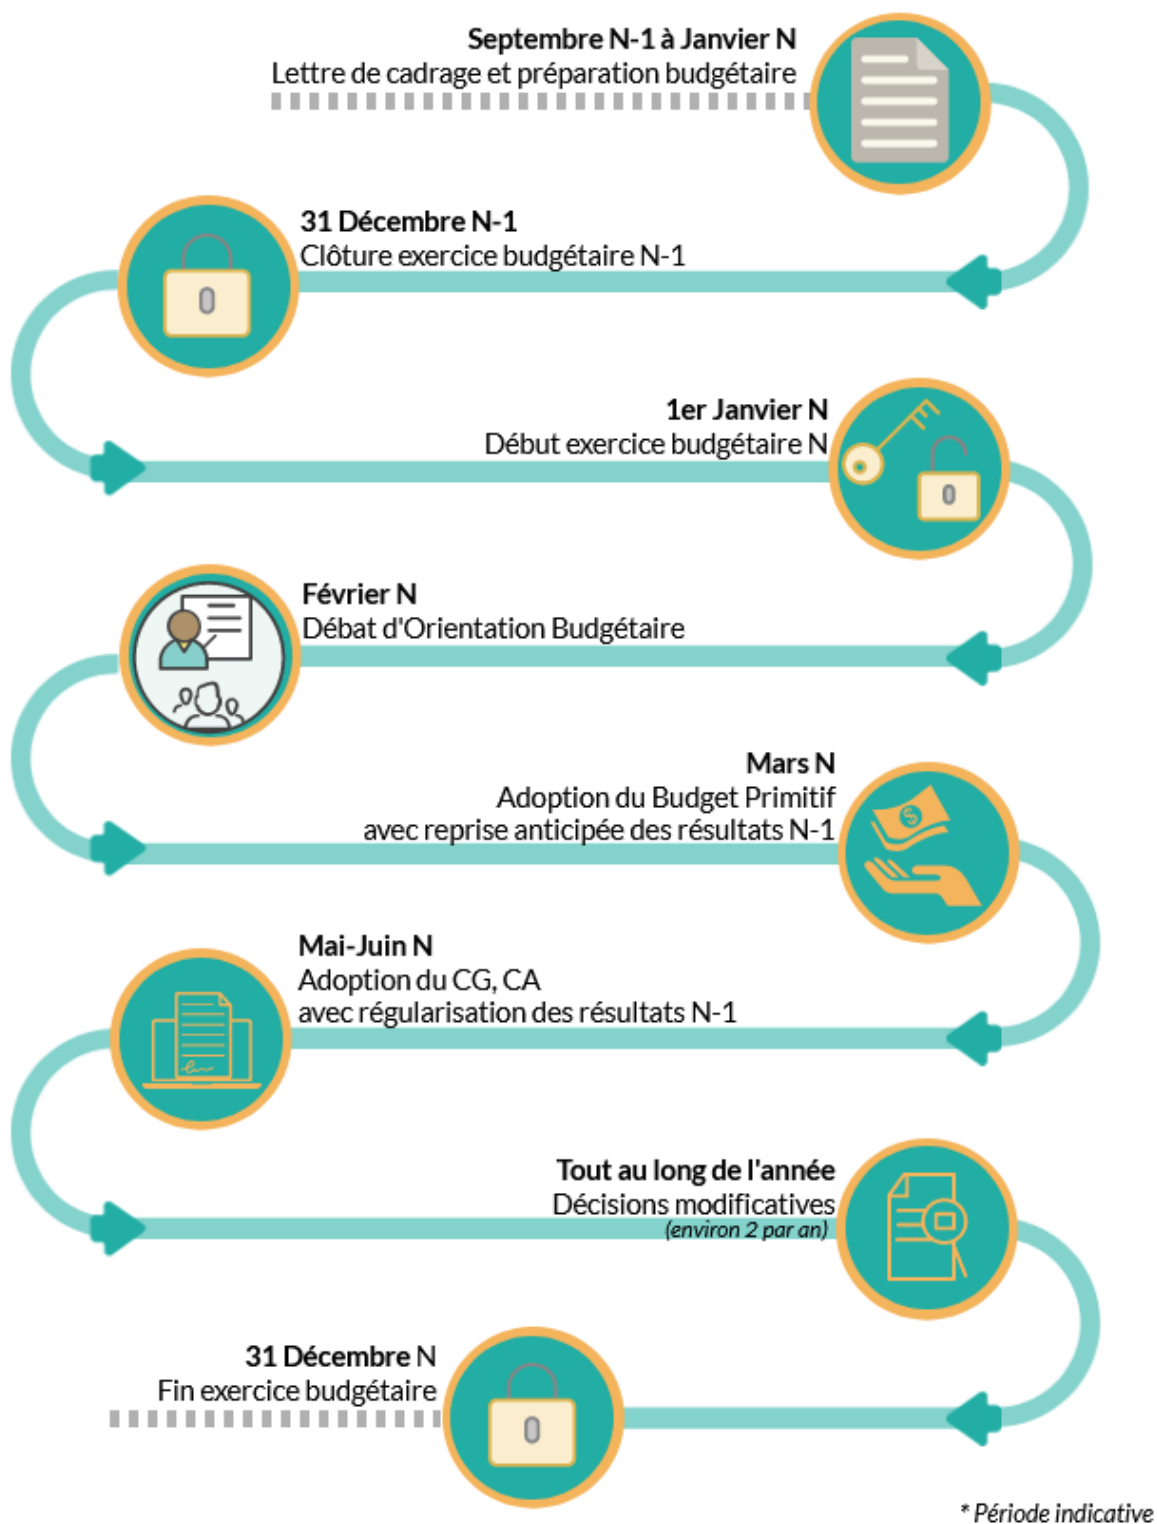 Septembre N-1 à Janvier N
Lettre de cadrage et préparation budgétaire
31 Décembre N-1
Clôture exercice budgétaire N-1
1er Janvier N
Début exercice budgétaire N
Février N
Débat d'Orientation Budgétaire
Mars N
Adoption du Budget Primitif
avec reprise anticipée des résultats N-1
$
Mai-Juin N
Adoption du CG, CA
avec régularisation des résultats N-1
Tout au long de l'année
Décisions modificatives
(environ 2 par an)
31 Décembre N
Fin exercice budgétaire
* Période indicative